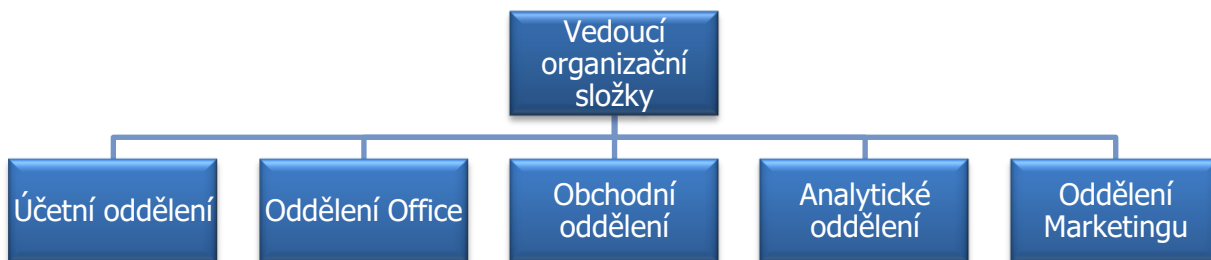 Vedoucí
organizační
složky
Účetní oddělení
Oddělení Office
Obchodní
oddělení
Analytické
oddělení
Oddělení
Marketingu